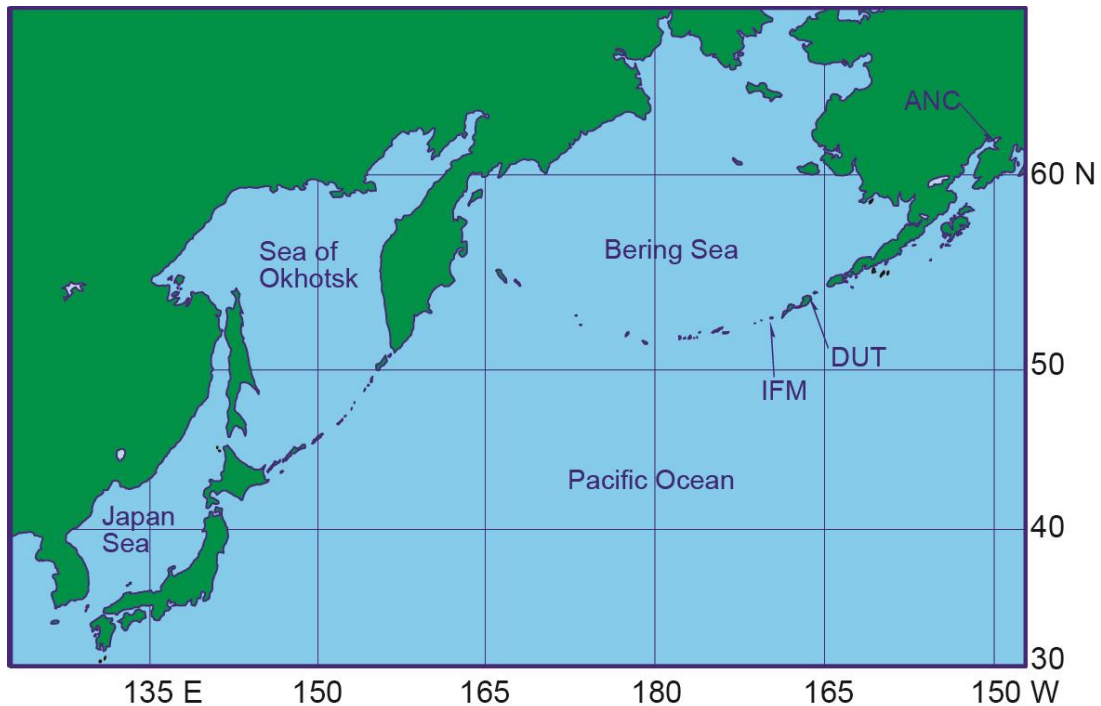 ANC
60 N
Sea of
Okhotsk
Bering Sea
DUT
50
IFM
Pacific Ocean
Japan
Sea
40
30
135 E
150
165
180
165
150 W